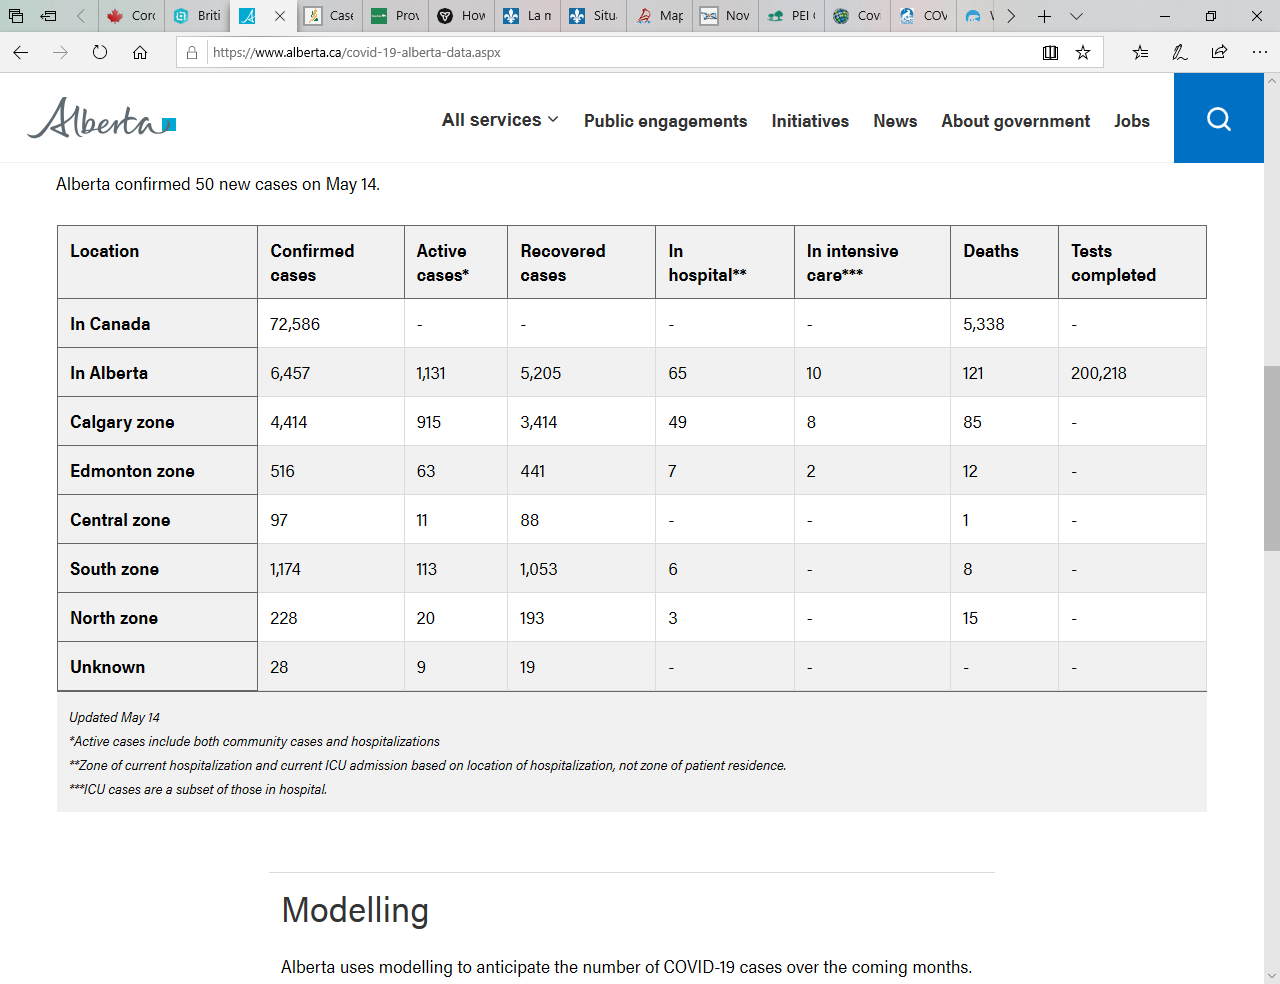 Corc Briti Case Prov How La m Situ Map Nov PEI Cov COV
https://www.alberta.ca/covid-19-alberta-data.aspx
Alberta
All services Public engagements Initiatives News About government Jobs
Alberta confirmed 50 new cases on May 14.
Location Confirmed cases Active cases* Recovered cases In hospital** In intensive care*** Deaths Tests completed
In Canada 72,586 - - - - 5,338 -
In Alberta 6,457 1,131 5,205 65 10 121 200,218
Calgary zone 4,414 915 3,414 49 8 85 -
Edmonton zone 516 63 441 7 2 12 -
Central zone 97 11 88 - - 1 -
South zone 1,174 113 1,053 6 - 8 -
North zone 228 20 193 3 - 15 -
Unknown 28 9 19 - - - -
Updated May 14
*Active cases include both community cases and hospitalizations
**Zone of current hospitalization and current ICU admission based on location of hospitalization, not zone of patient residence.
***ICU cases are a subset of those in hospital.
Modelling
Alberta uses modelling to anticipate the number of COVID-19 cases over the coming months.